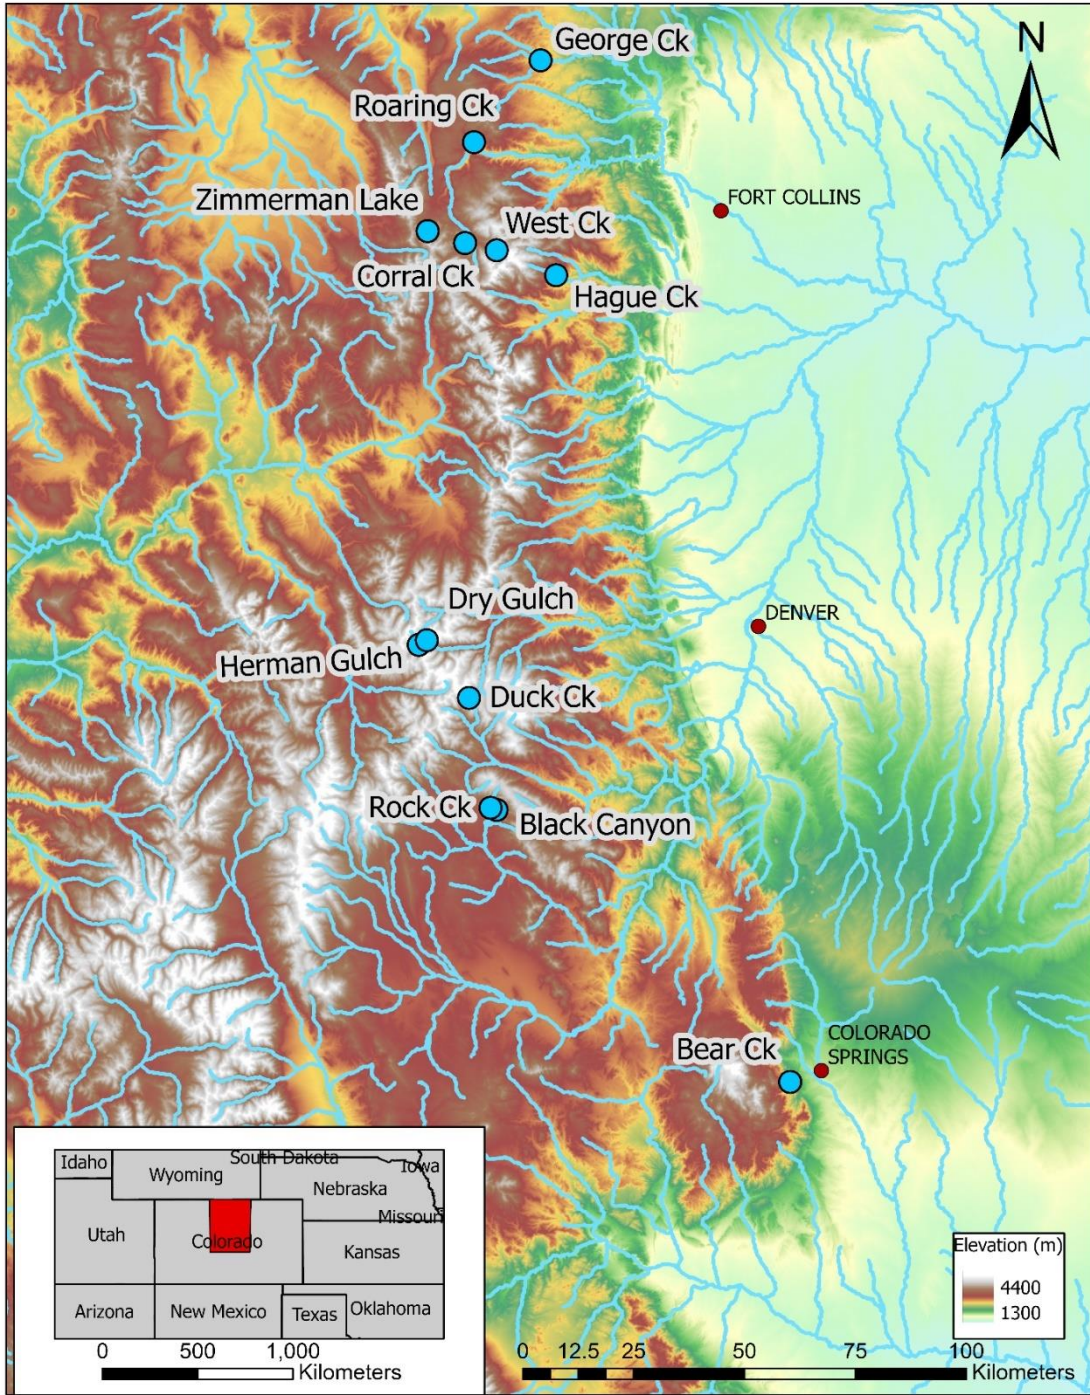 George Ck
N
Roaring Ck
FORT COLLINS
Zimmerman Lake
West Ck
Corral Ck
Hague Ck
Dry Gulch
DENVER
Herman Gulch
Duck Ck
Rock Ck
Black Canyon
COLORADO
SPRINGS
Bear Ck
Idaho
Wyoming
South Dakota
Iowa
Nebraska
Missouri
Utah
Colorado
Kansas
Arizona
New Mexico
Texas
Oklahoma
0 500 1,000
Kilometers
Elevation (m)
4400
1300
0 12.5 25 50 75 100
Kilometers